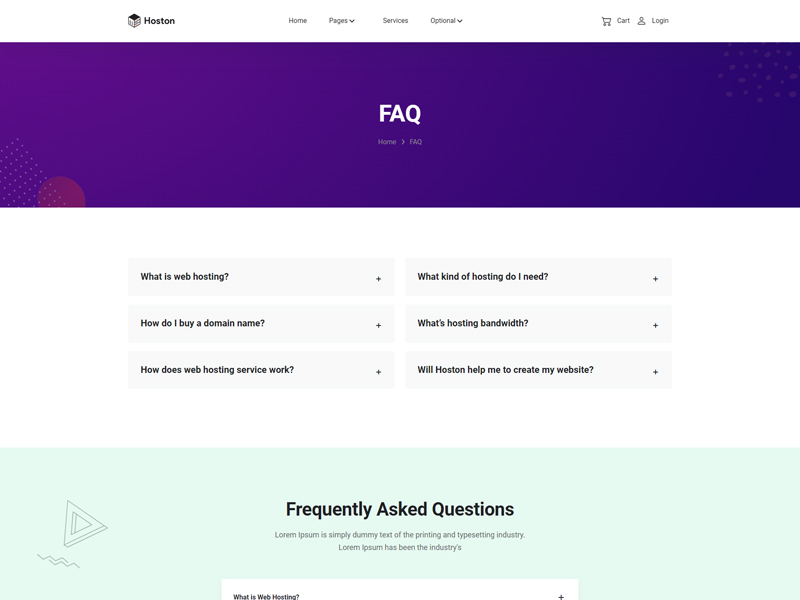 Hoston
Home
Pages
Services
Optional
Cart
Login
FAQ
Home
FAQ
What is web hosting?
+
What kind of hosting do I need?
+
How do I buy a domain name?
+
What's hosting bandwidth?
+
How does web hosting service work?
+
Will Hoston help me to create my website?
+
Frequently Asked Questions
Lorem Ipsum is simply dummy text of the printing and typesetting industry.
Lorem Ipsum has been the industry's
What is Web Hosting?
+